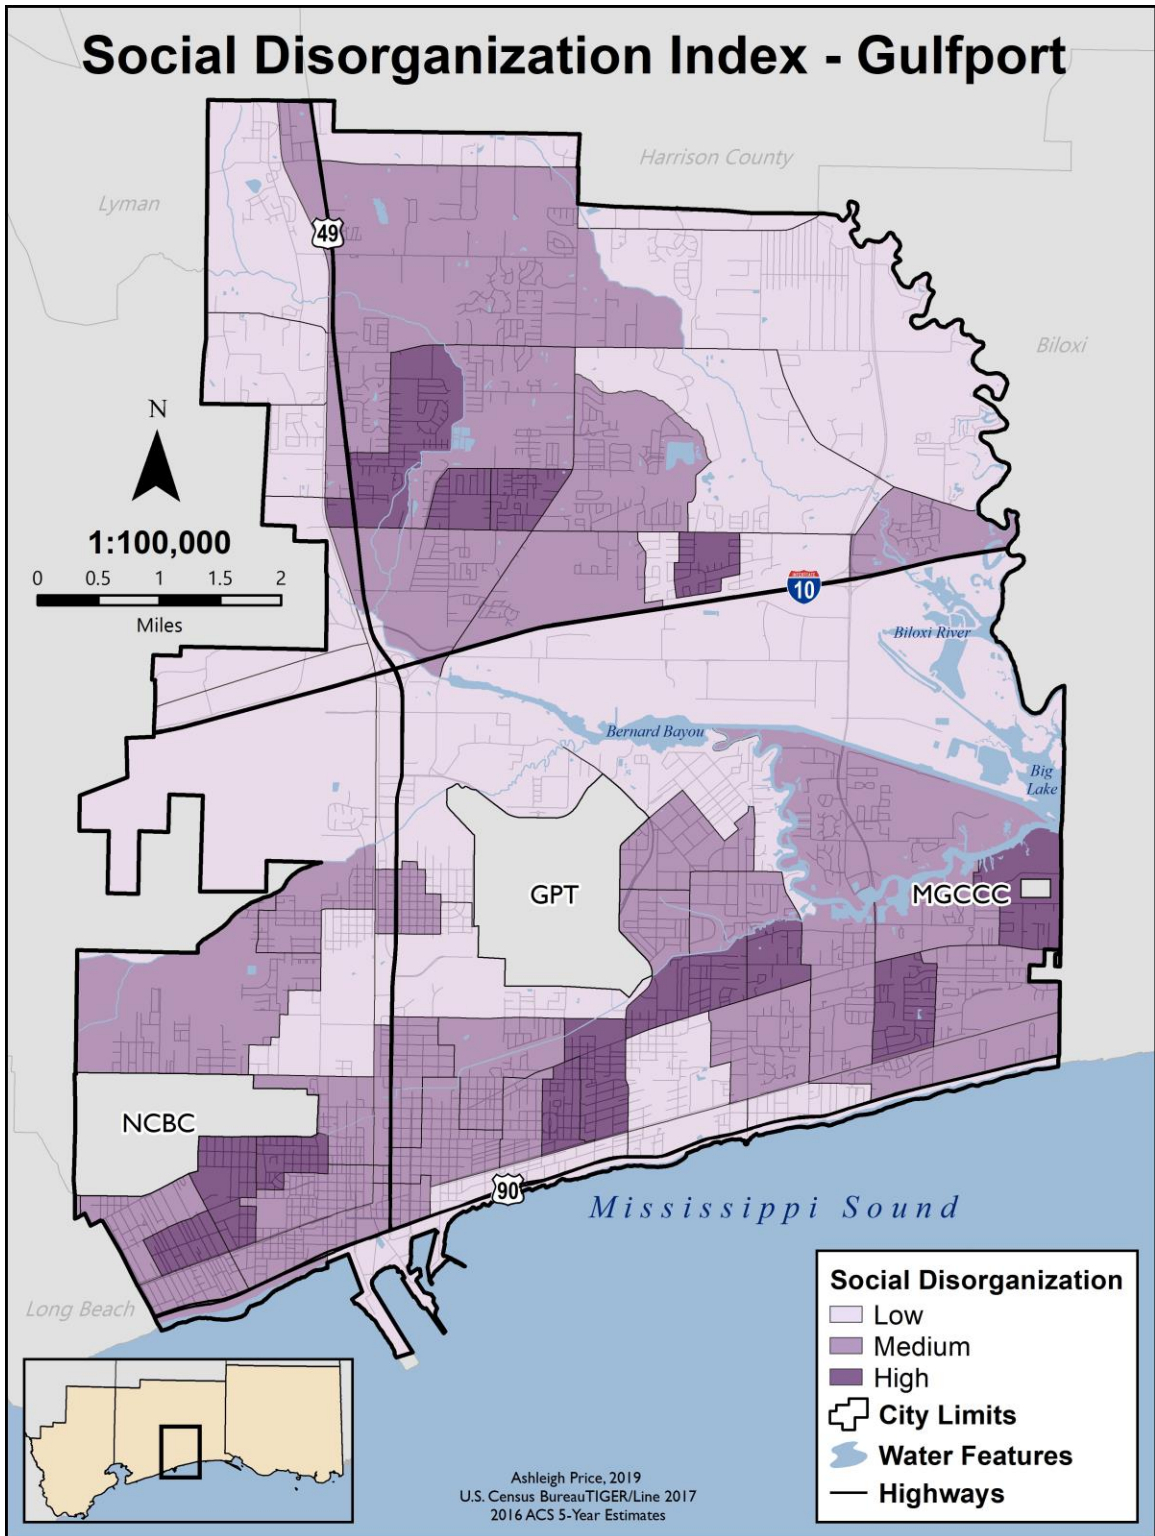 Social Disorganization Index - Gulfport
Harrison County
Lyman
49
Biloxi
N
1:100,000
0 0.5 1 1.5 2
Miles
10
Biloxi River
Bernard Bayou
Big
Lake
GPT
MGCCC
NCBC
90
Mississippi Sound
Long Beach
Social Disorganization
Low
Medium
High
City Limits
Water Features
Highways
Ashleigh Price, 2019
U.S. Census BureauTIGER/Line 2017
2016 ACS 5-Year Estimates